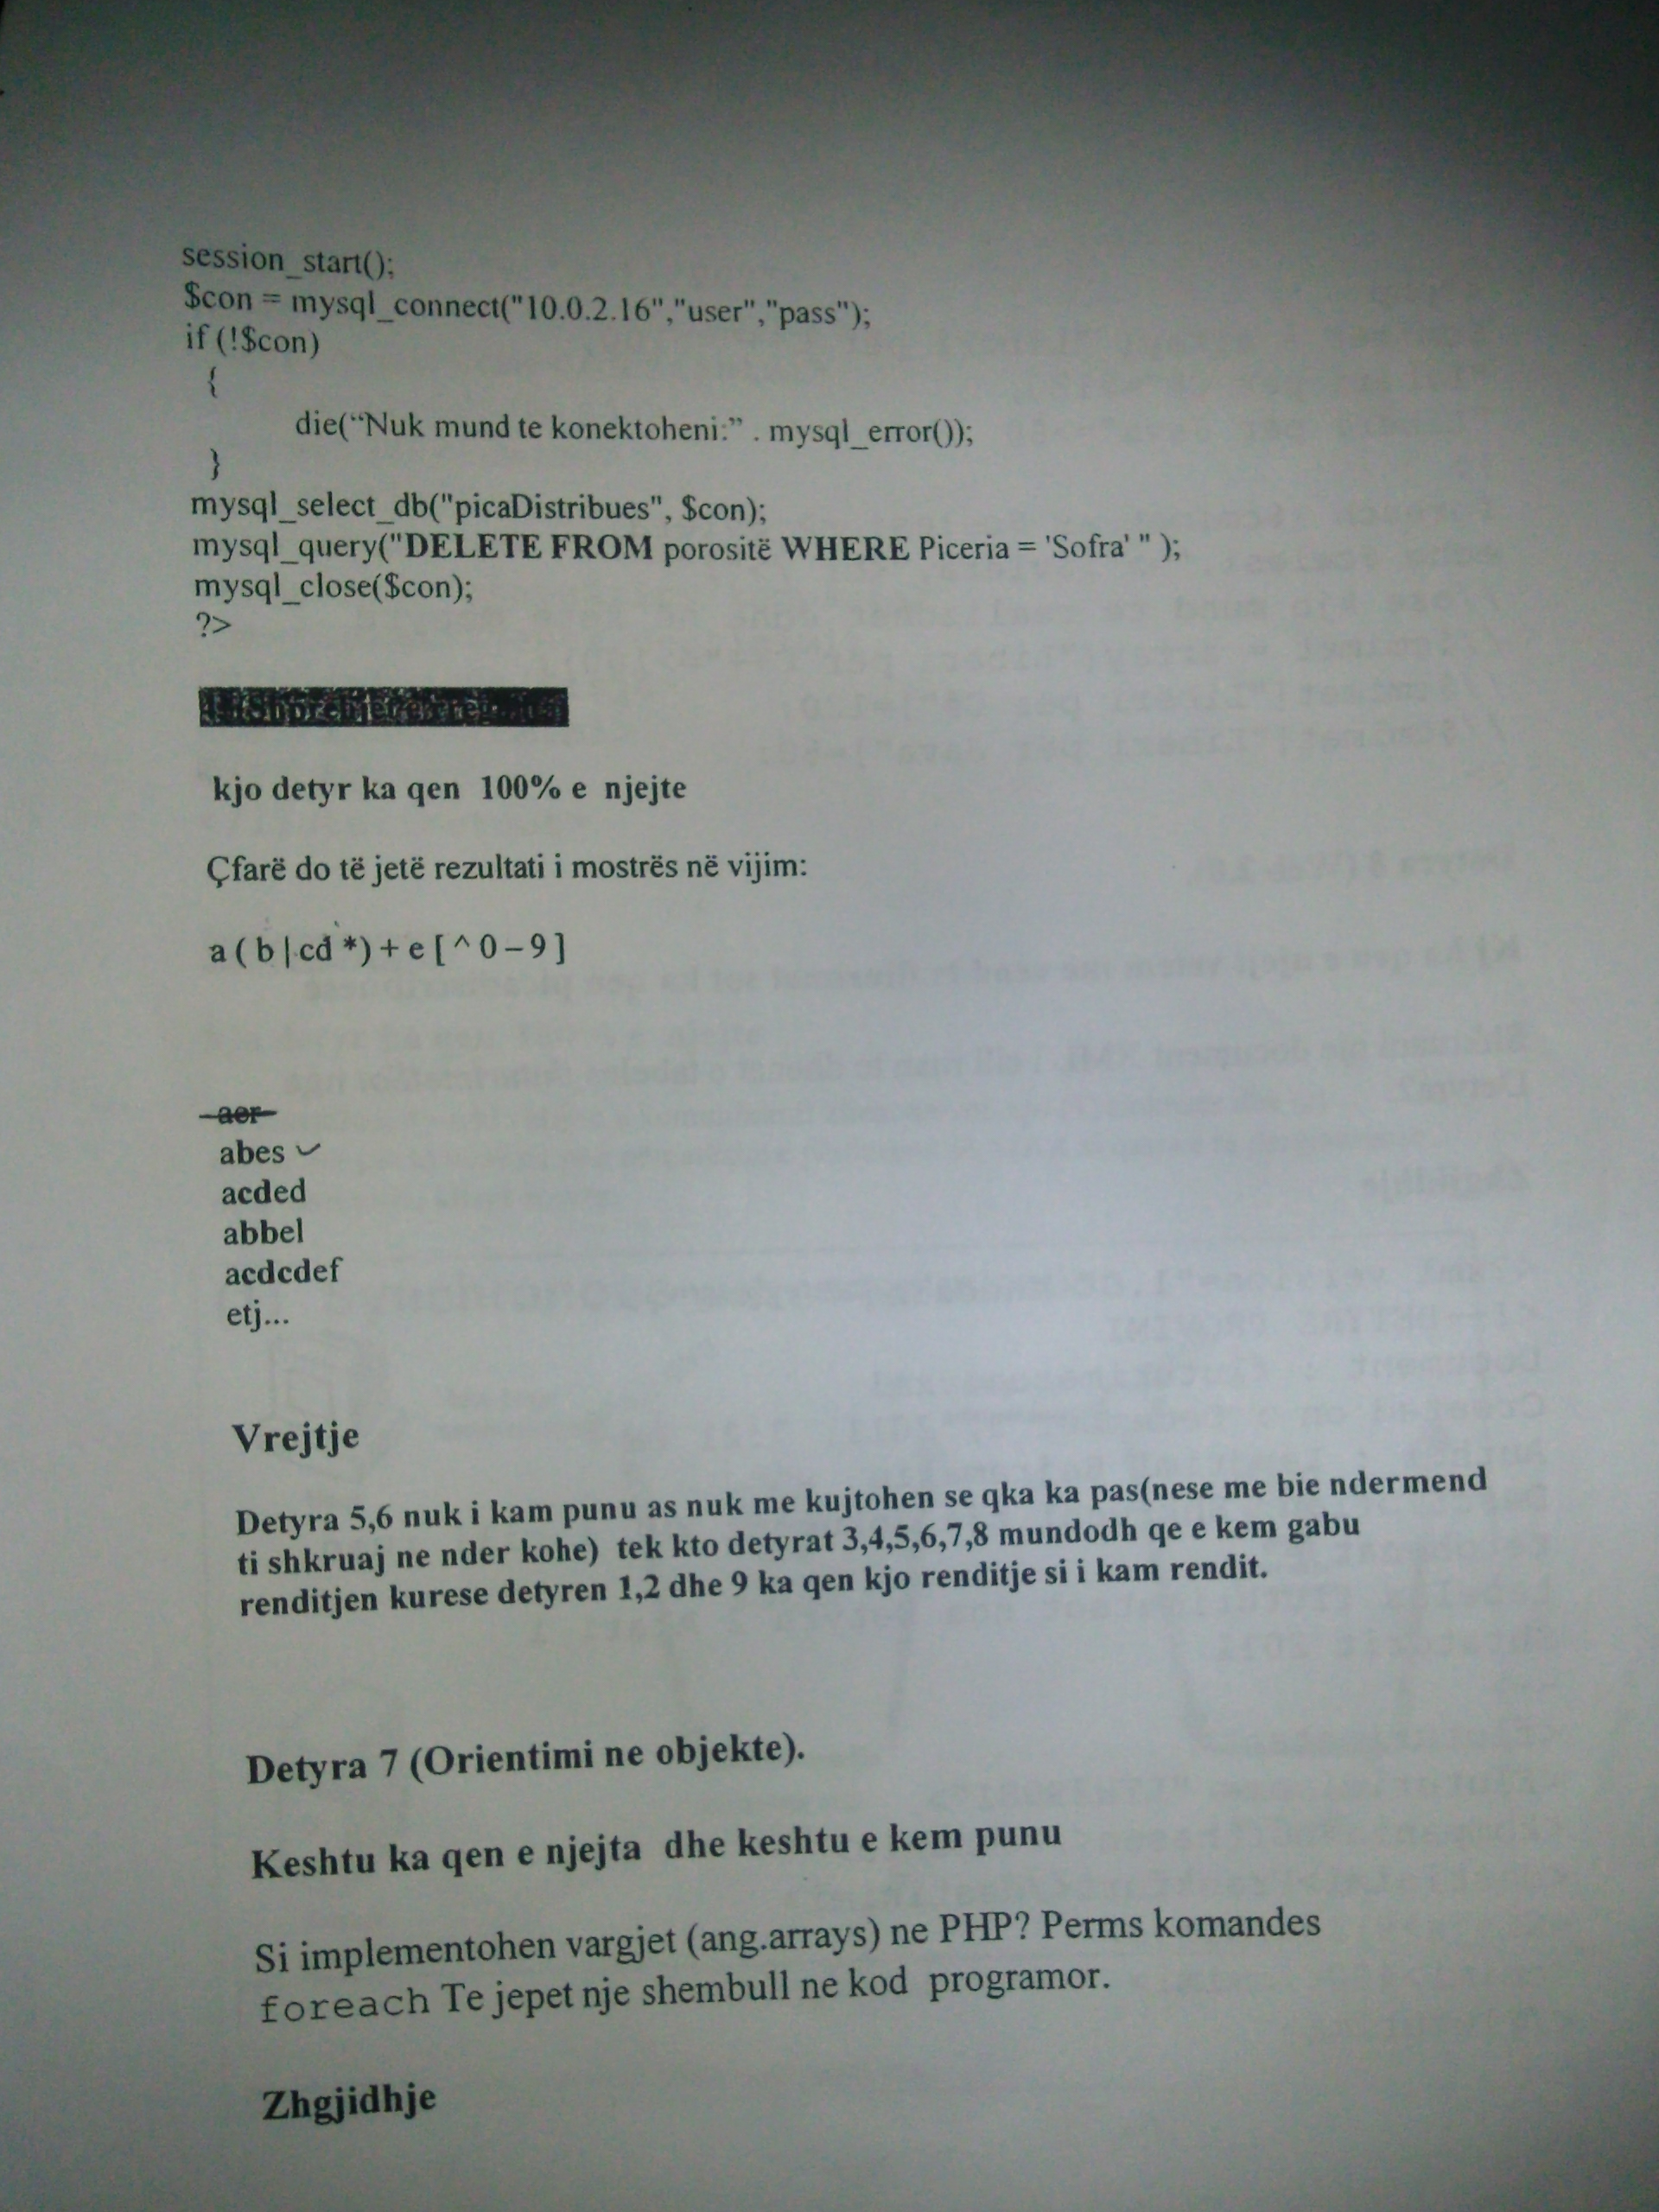 session_start();
$con = mysql_connect("10.0.2.16","user","pass");
if (!$con)
{
die(“Nuk mund te konektoheni:” . mysql_error());
}
mysql_select_db("picaDistribues", $con);
mysql_query("DELETE FROM porositë WHERE Piceria = 'Sofra' " );
mysql_close($con);
?>
kjo detyr ka qen 100% e njejte
Çfarë do të jetë rezultati i mostrës në vijim:
a ( b | cd *) + e [ ^ 0 – 9 ]
aer
abes
acded
abbel
acdcdef
etj...
Vrejtje
Detyra 5,6 nuk i kam punu as nuk me kujtohen se qka ka pas(nese me bie ndermend
ti shkruaj ne nder kohe) tek kto detyrat 3,4,5,6,7,8 mundodh qe e kem gabu
renditjen kurese detyren 1,2 dhe 9 ka qen kjo renditje si i kam rendit.
Detyra 7 (Orientimi ne objekte).
Keshtu ka qen e njejta dhe keshtu e kem punu
Si implementohen vargjet (ang.arrays) ne PHP? Perms komandes
foreach Te jepet nje shembull ne kod programor.
Zhgjidhje